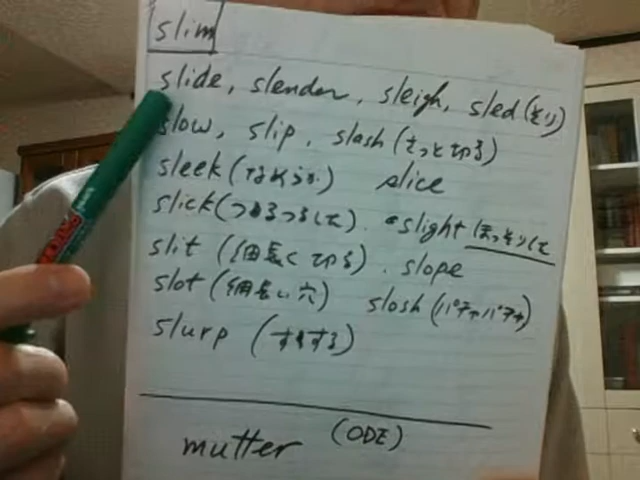 slim
slide, slender, sleigh, sled (そり)
slow, slip, slash (さっと切る)
sleek (なめらか) slice
slick (つるつるして). slight ほっそりして
slit (細長く切る). slope
slot (細長い穴) slosh (パチャパチャ)
slurp (するする)
mutter (ODE)